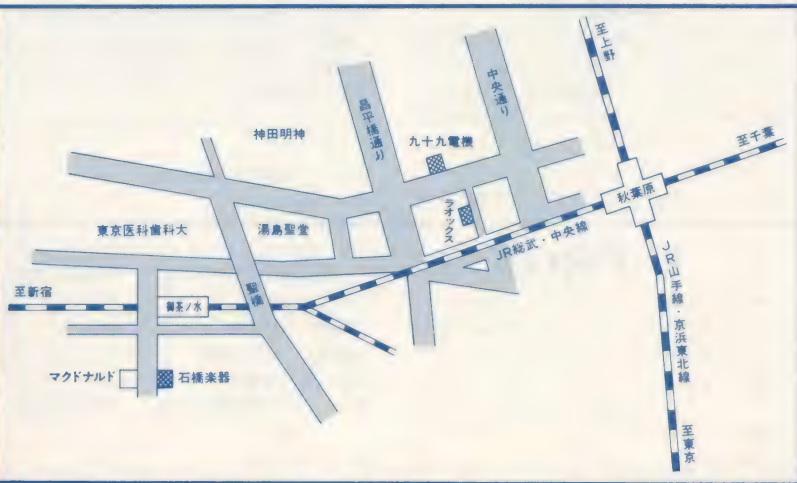 至上野
中央通り
昌平橋通り
神田明神
九十九電機
至千葉
秋葉原
ラオックス
東京医科歯科大
湯島聖堂
JR総武・中央線
聖橋
至新宿
御茶ノ水
JR山手線・京浜東北線
マクドナルド
石橋楽器
至東京